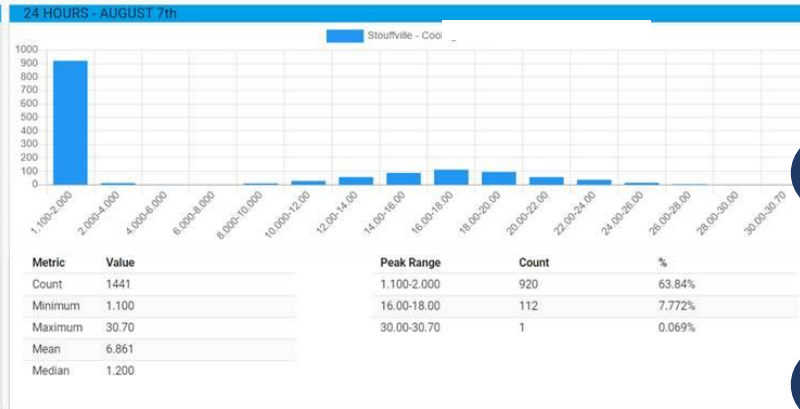 24 HOURS - AUGUST 7th
Stouffville -
1000
900
800
700
600
500
400
300
200
100
0
1.100-2.000
2.000-4.000
4.000-6.000
6.000-8.000
8.000-10.000
10.000-12.00
12.00-14.00
14.00-16.00
16.00-18.00
18.00-20.00
20.00-22.00
22.00-24.00
24.00-26.00
26.00-28.00
28.00-30.00
30.00-30.70
Metric Value
Count 1441
Minimum 1.100
Maximum 30.70
Mean 6.861
Median 1.200
Peak Range Count %
1.100-2.000 920 63.84%
16.00-18.00 112 7.772%
30.00-30.70 1 0.069%